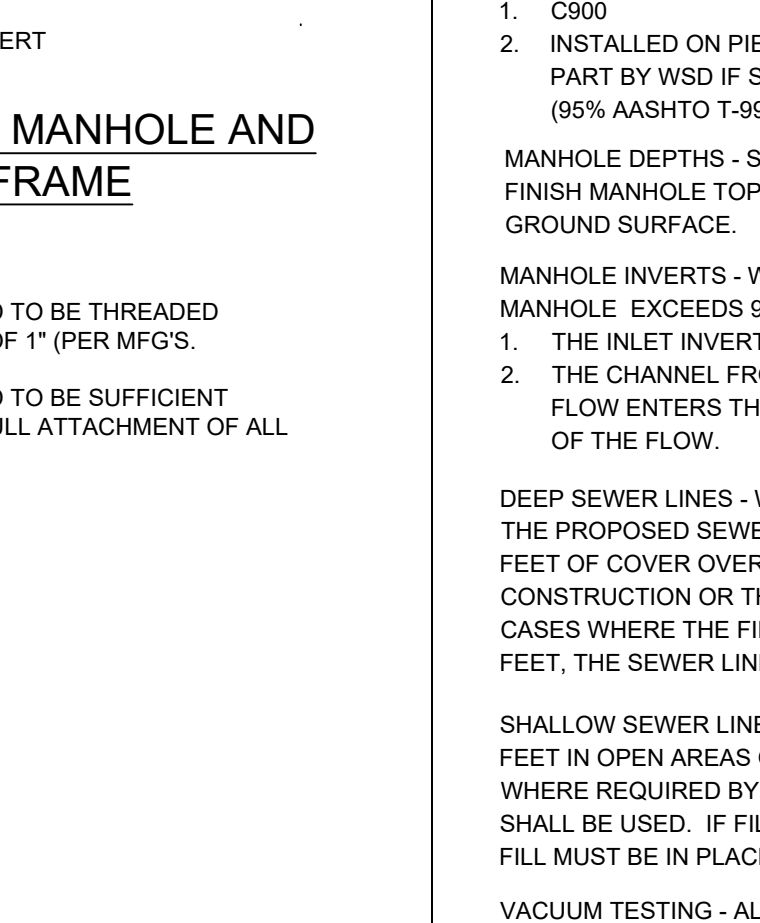 ERT
MANHOLE AND
FRAME
TO BE THREADED
OF 1" (PER MFG'S.
TO BE SUFFICIENT
ULL ATTACHMENT OF ALL
1. C900
2. INSTALLED ON PIE
PART BY WSD IF S
(95% AASHTO T-99
MANHOLE DEPTHS - S
FINISH MANHOLE TOP
GROUND SURFACE.
MANHOLE INVERTS - W
MANHOLE EXCEEDS 9
1. THE INLET INVERT
2. THE CHANNEL FRO
FLOW ENTERS TH
OF THE FLOW.
DEEP SEWER LINES - W
THE PROPOSED SEWE
FEET OF COVER OVER
CONSTRUCTION OR TH
CASES WHERE THE FI
FEET, THE SEWER LIN
SHALLOW SEWER LINE
FEET IN OPEN AREAS
WHERE REQUIRED BY
SHALL BE USED. IF FIL
FILL MUST BE IN PLAC
VACUUM TESTING - AL